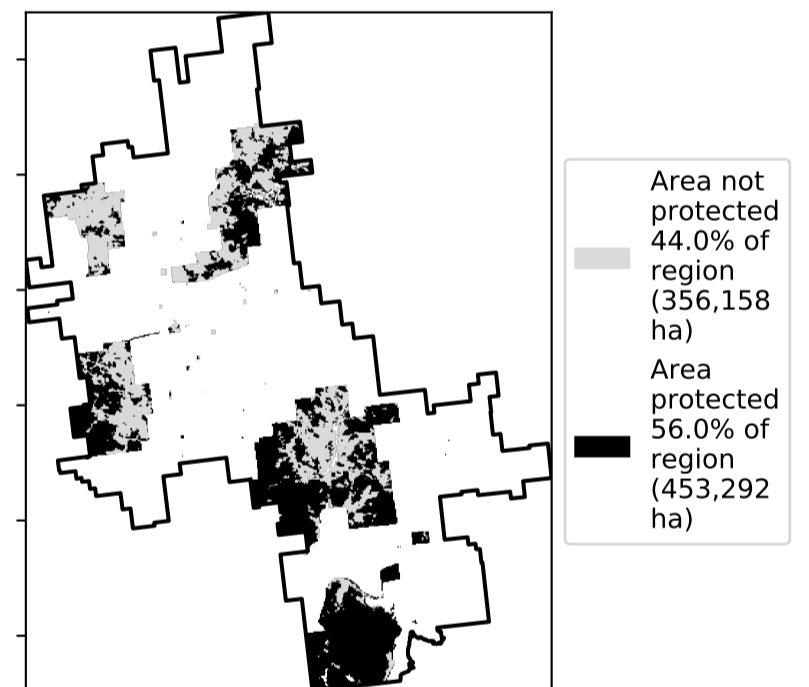 Area not
protected
44.0% of
region
(356,158
ha)
Area
protected
56.0% of
region
(453,292
ha)